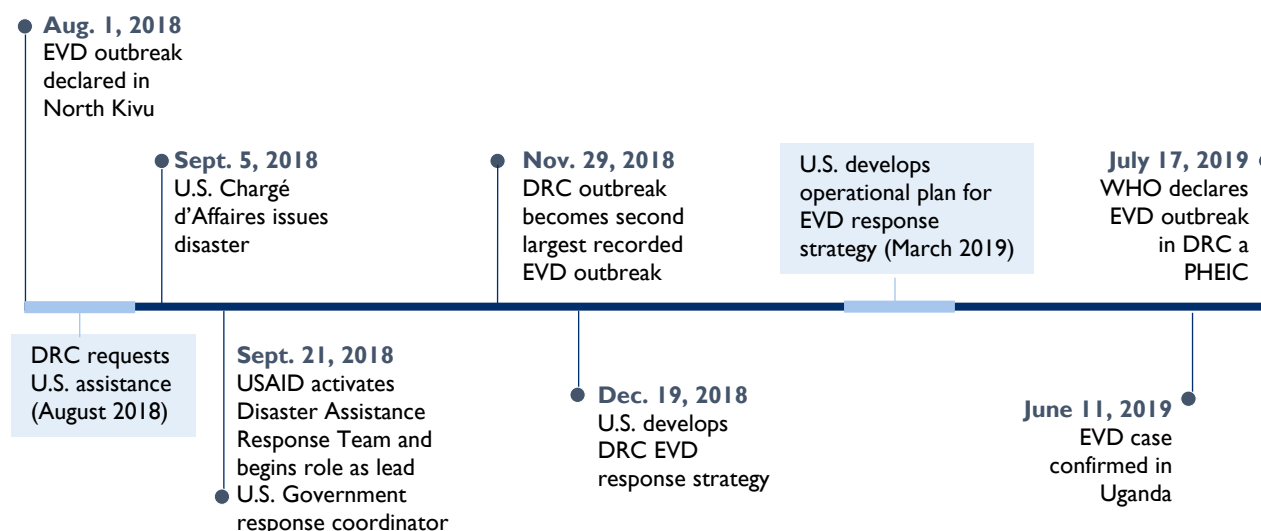 Aug. 1, 2018
EVD outbreak
declared in
North Kivu
Sept. 5, 2018
U.S. Chargé
d’Affaires issues
disaster
Nov. 29, 2018
DRC outbreak
becomes second
largest recorded
EVD outbreak
U.S. develops
operational plan for
EVD response
strategy (March 2019)
July 17, 2019
WHO declares
EVD outbreak
in DRC a
PHEIC
DRC requests
U.S. assistance
(August 2018)
Sept. 21, 2018
USAID activates
Disaster Assistance
Response Team and
begins role as lead
U.S. Government
response coordinator
Dec. 19, 2018
U.S. develops
DRC EVD
response strategy
June 11, 2019
EVD case
confirmed in
Uganda